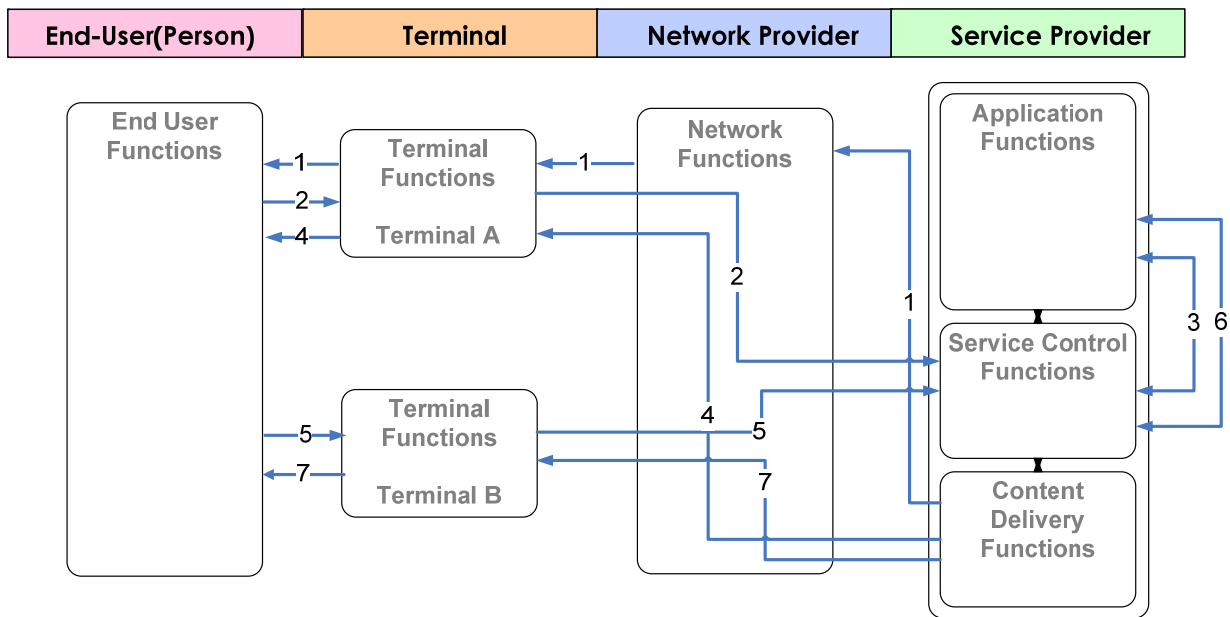 End-User(Person)
Terminal
Network Provider
Service Provider
End User
Functions
Terminal
Functions
Terminal A
Terminal
Functions
Terminal B
Network
Functions
Application
Functions
Service Control
Functions
Content
Delivery
Functions
1
2
4
5
7
1
2
4
5
7
1
3
6